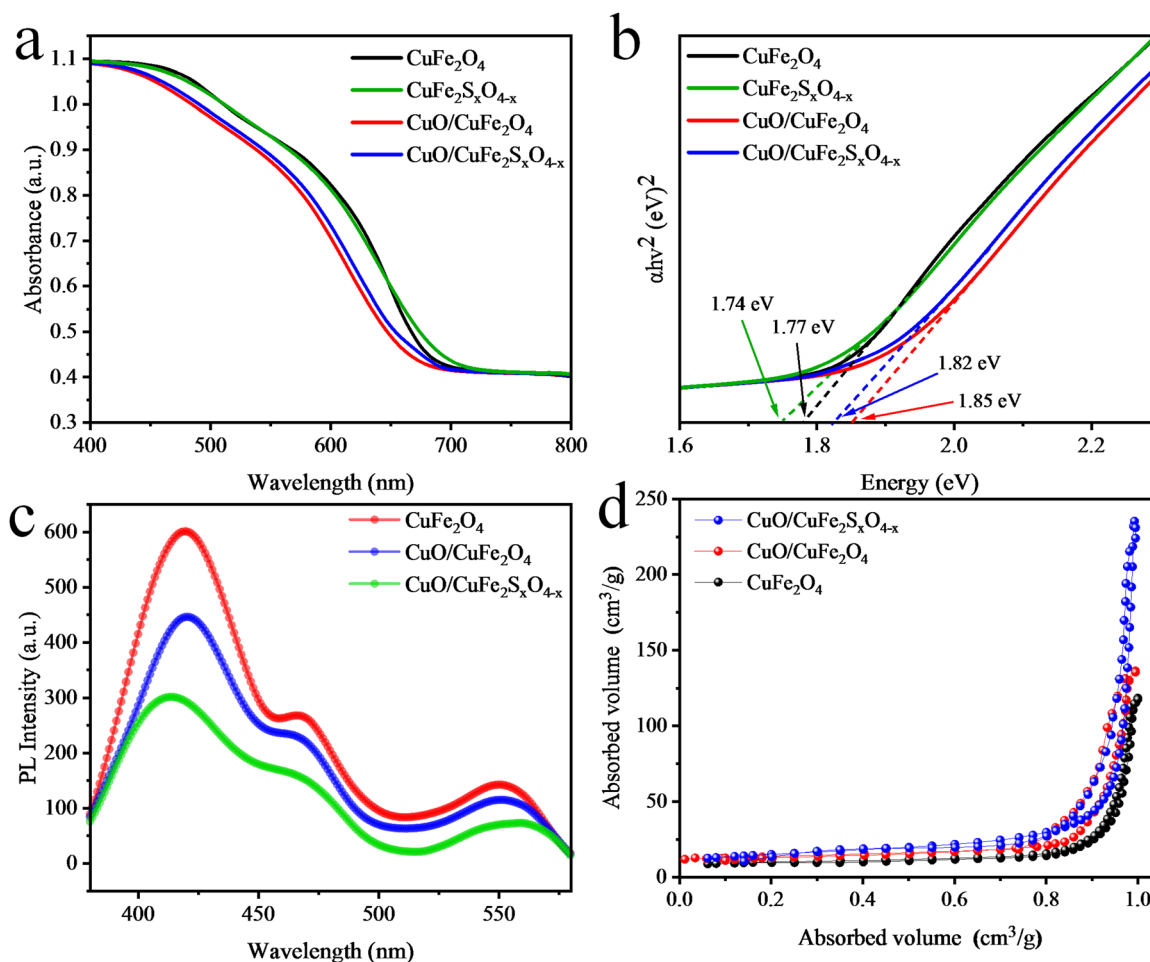 a
CuFe₂O₄
CuFe₂SₓO₄₋ₓ
CuO/CuFe₂O₄
CuO/CuFe₂SₓO₄₋ₓ
1.1
1.0
0.9
0.8
0.7
0.6
0.5
0.4
0.3
Absorbance (a.u.)
400 500 600 700 800
Wavelength (nm)
b
CuFe₂O₄
CuFe₂SₓO₄₋ₓ
CuO/CuFe₂O₄
CuO/CuFe₂SₓO₄₋ₓ
αhv² (eV)²
1.74 eV
1.77 eV
1.82 eV
1.85 eV
1.6 1.8 2.0 2.2
Energy (eV)
c
CuFe₂O₄
CuO/CuFe₂O₄
CuO/CuFe₂SₓO₄₋ₓ
600
500
400
300
200
100
0
PL Intensity (a.u.)
400 450 500 550
Wavelength (nm)
d
CuO/CuFe₂SₓO₄₋ₓ
CuO/CuFe₂O₄
CuFe₂O₄
250
200
150
100
50
0
Absorbed volume (cm³/g)
0.0 0.2 0.4 0.6 0.8 1.0
Absorbed volume (cm³/g)